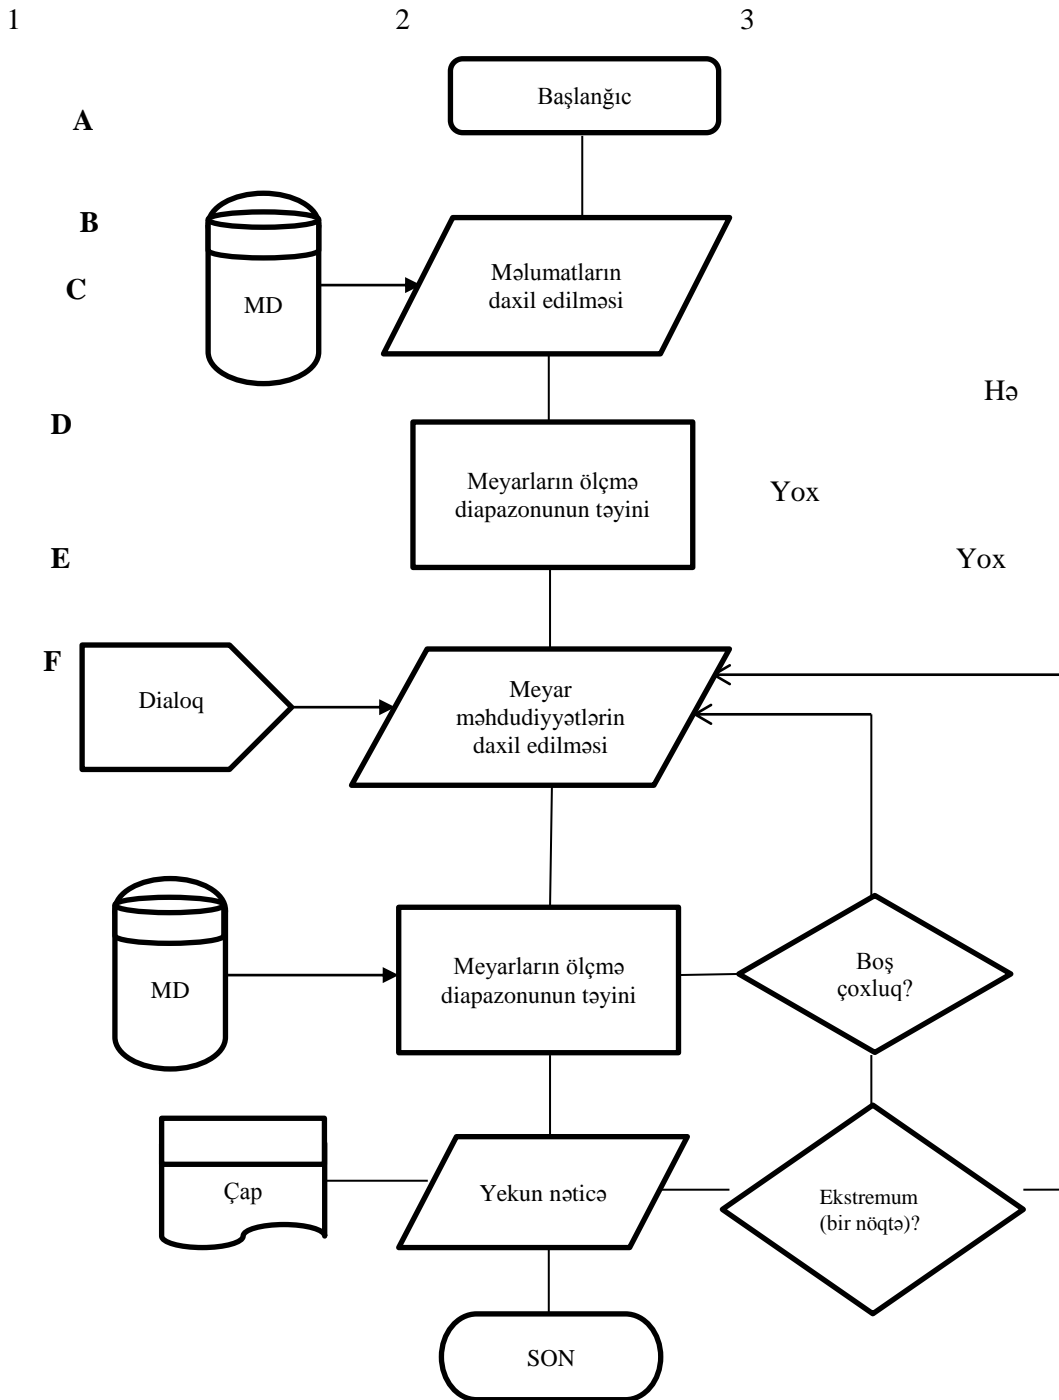 1 2 3
Başlanğıc
A
B
Məlumatların
daxil edilməsi
C
MD
Hə
D
Meyarların ölçmə
diapazonunun təyini
Yox
E
Yox
F
Dialoq
Meyar
məhdudiyyətlərin
daxil edilməsi
MD
Meyarların ölçmə
diapazonunun təyini
Boş
çoxluq?
Çap
Yekun nəticə
Ekstremum
(bir nöqtə)?
SON